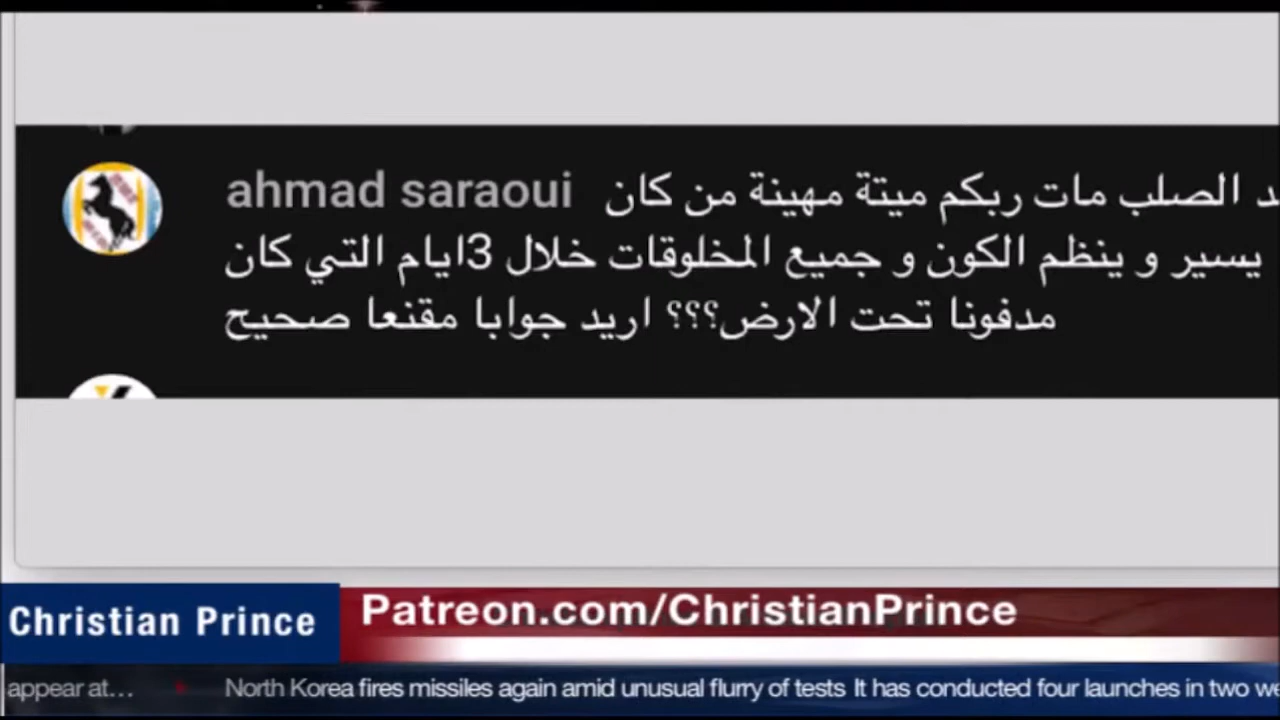 ahmad saraoui الصلب مات ربكم ميتة مهينة من كان
يسير و ينظم الكون و جميع المخلوقات خلال 3ايام التي كان
مدفونا تحت الارض؟؟؟ اريد جوابا مقنعا صحيح
Christian Prince
Patreon.com/ChristianPrince
appear at... • North Korea fires missiles again amid unusual flurry of tests It has conducted four launches in two